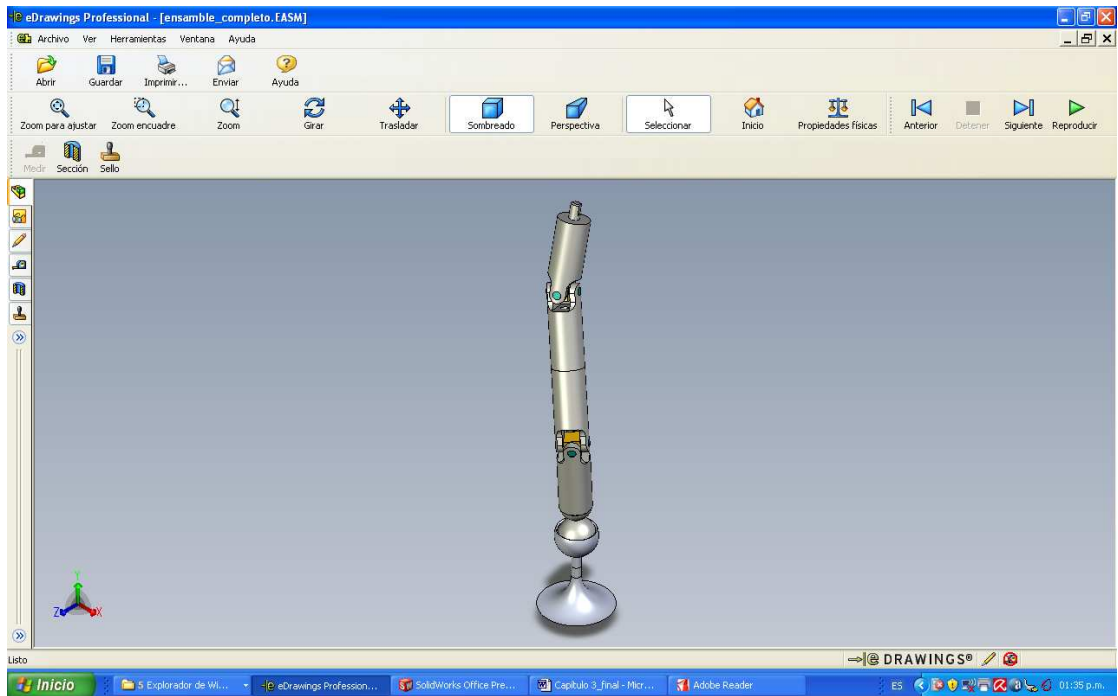 eDrawings Professional - [ensamble_completo.EASM]
Archivo Ver Herramientas Ventana Ayuda
Abrir Guardar Imprimir... Enviar Ayuda
Zoom para ajustar Zoom encuadre Zoom Girar Trasladar Sombreado Perspectiva Seleccionar Inicio Propiedades físicas Anterior Detener Siguiente Reproducir
Medir Sección Sello
Y
Z X
Listo
eDRAWINGS®
Inicio 5 Explorador de Wi... eDrawings Profession... SolidWorks Office Pre... Capitulo 3_final - Micr... Adobe Reader ES 01:35 p.m.